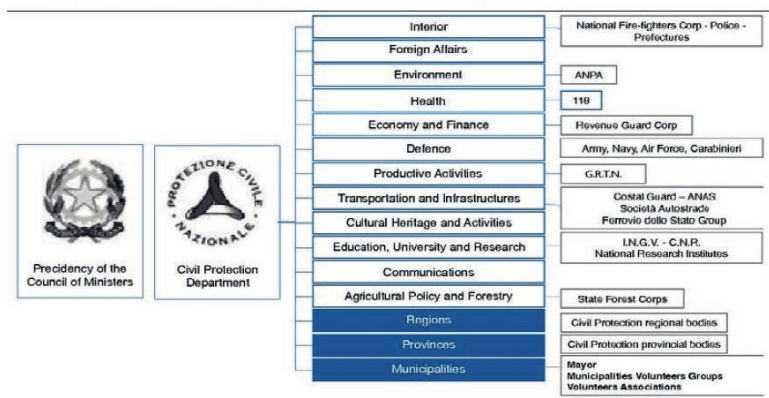 Interior
National Fire-fighters Corp - Police -
Prefectures
Foreign Affairs
Environment
ANPA
Health
118
Economy and Finance
Revenue Guard Corp
Defence
Army, Navy, Air Force, Carabinieri
Productive Activities
G.R.T.N.
Transportation and Infrastructures
Costal Guard – ANAS
Società Autostrade
Ferrovie dello Stato Group
Cultural Heritage and Activities
Education, University and Research
I.N.G.V. - C.N.R.
National Research Institutes
Communications
Agricultural Policy and Forestry
State Forest Corps
Regions
Civil Protection regional bodies
Provinces
Civil Protection provincial bodies
Municipalities
Mayor
Municipalities Volunteers Groups
Volunteers Associations
PROTEZIONE CIVILE
NAZIONALE
Precidency of the
Council of Ministers
Civil Protection
Department